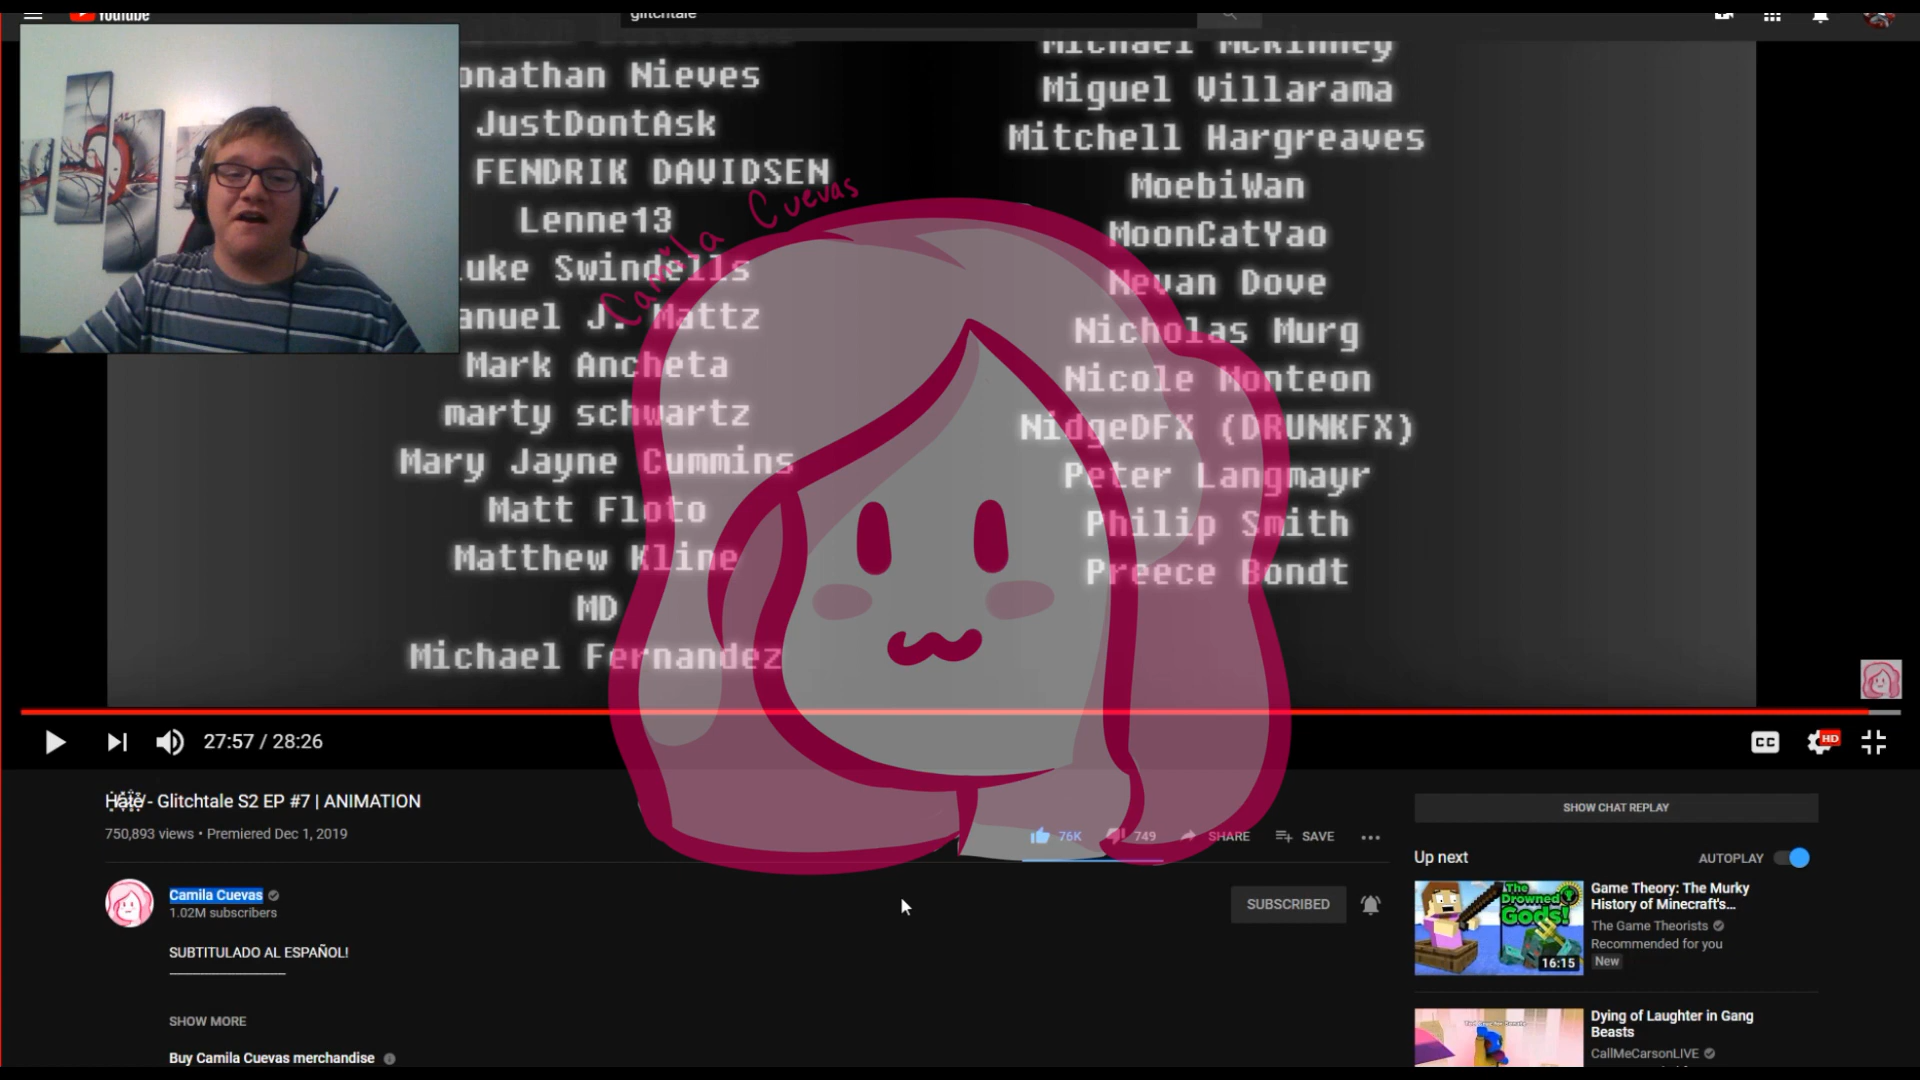 YouTube
glitchtale
onathan Nieves
JustDontAsk
FENDRIK DAVIDSEN
Lenne13
uke Swindells
anuel J. Mattz
Mark Ancheta
marty schwartz
Mary Jayne Cummins
Matt Floto
Matthew Kline
MD
Michael Fernandez
Michael McKinney
Miguel Villarama
Mitchell Hargreaves
MoebiWan
MoonCatYao
Nevan Dove
Nicholas Murg
Nicole Monteon
NidgeDFX (DRUNKFX)
Peter Langmayr
Philip Smith
Preece Bondt
Camila Cuevas
27:57 / 28:26
CC
HD
Hate - Glitchtale S2 EP #7 | ANIMATION
750,893 views • Premiered Dec 1, 2019
76K 749 SHARE SAVE
Camila Cuevas
1.02M subscribers
SUBSCRIBED
SUBTITULADO AL ESPAÑOL!
SHOW MORE
Buy Camila Cuevas merchandise
SHOW CHAT REPLAY
Up next AUTOPLAY
The Drowned Gods!
16:15
Game Theory: The Murky
History of Minecraft's...
The Game Theorists
Recommended for you
New
Dying of Laughter in Gang
Beasts
CallMeCarsonLIVE